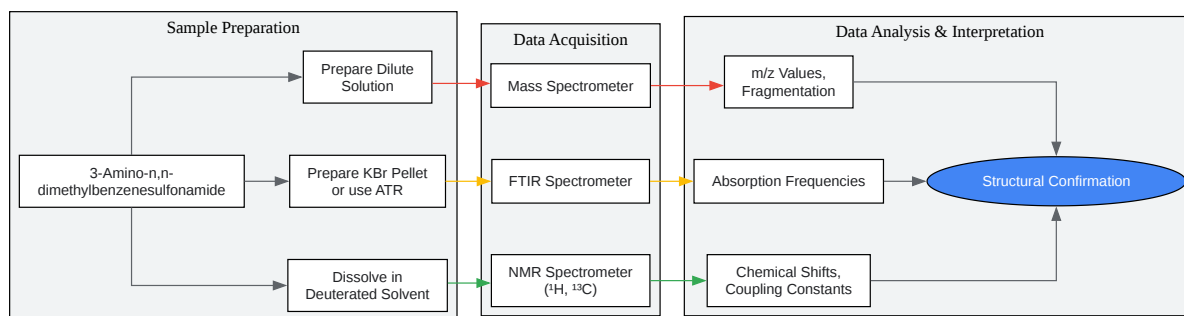 Sample Preparation
Data Acquisition
Data Analysis & Interpretation
Prepare Dilute
Solution
Mass Spectrometer
m/z Values,
Fragmentation
3-Amino-n,n-
dimethylbenzenesulfonamide
Prepare KBr Pellet
or use ATR
FTIR Spectrometer
Absorption Frequencies
Structural Confirmation
Dissolve in
Deuterated Solvent
NMR Spectrometer
(¹H, ¹³C)
Chemical Shifts,
Coupling Constants